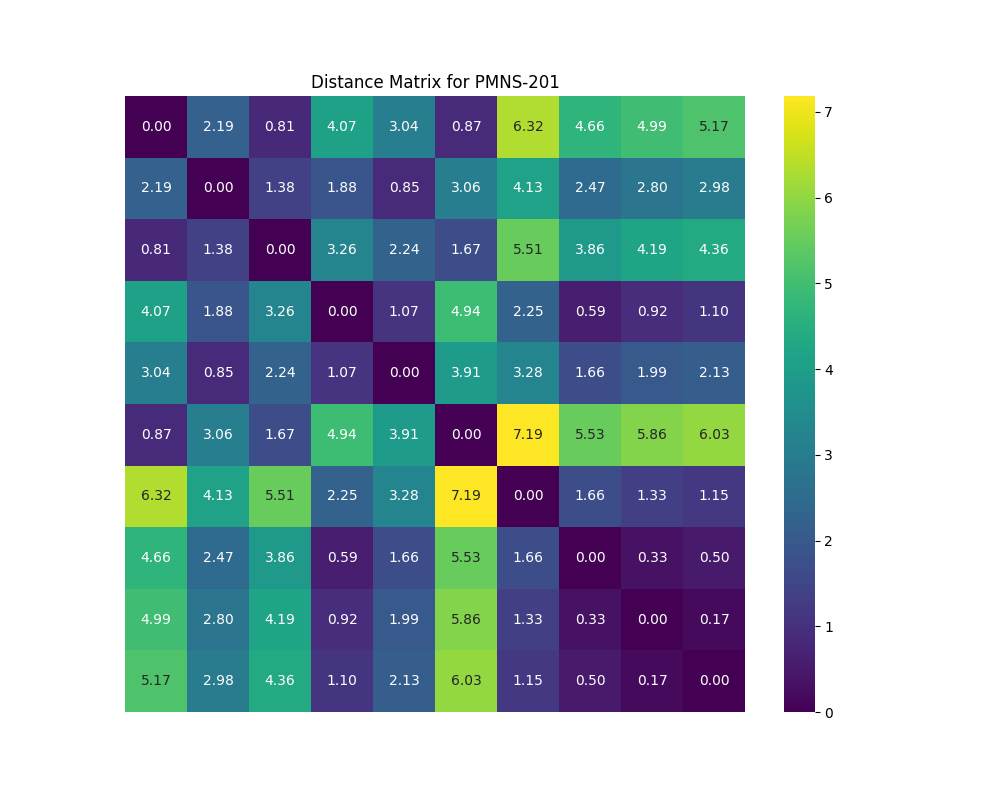 Distance Matrix for PMNS-201
0.00 2.19 0.81 4.07 3.04 0.87 6.32 4.66 4.99 5.17
2.19 0.00 1.38 1.88 0.85 3.06 4.13 2.47 2.80 2.98
0.81 1.38 0.00 3.26 2.24 1.67 5.51 3.86 4.19 4.36
4.07 1.88 3.26 0.00 1.07 4.94 2.25 0.59 0.92 1.10
3.04 0.85 2.24 1.07 0.00 3.91 3.28 1.66 1.99 2.13
0.87 3.06 1.67 4.94 3.91 0.00 7.19 5.53 5.86 6.03
6.32 4.13 5.51 2.25 3.28 7.19 0.00 1.66 1.33 1.15
4.66 2.47 3.86 0.59 1.66 5.53 1.66 0.00 0.33 0.50
4.99 2.80 4.19 0.92 1.99 5.86 1.33 0.33 0.00 0.17
5.17 2.98 4.36 1.10 2.13 6.03 1.15 0.50 0.17 0.00
7
6
5
4
3
2
1
0